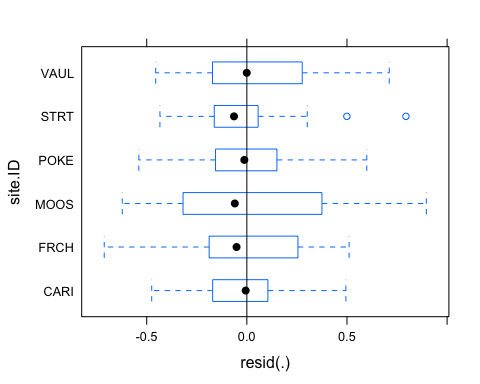 VAUL
STRT
POKE
MOOS
FRCH
CARI
site.ID
-0.5
0.0
0.5
resid(.)